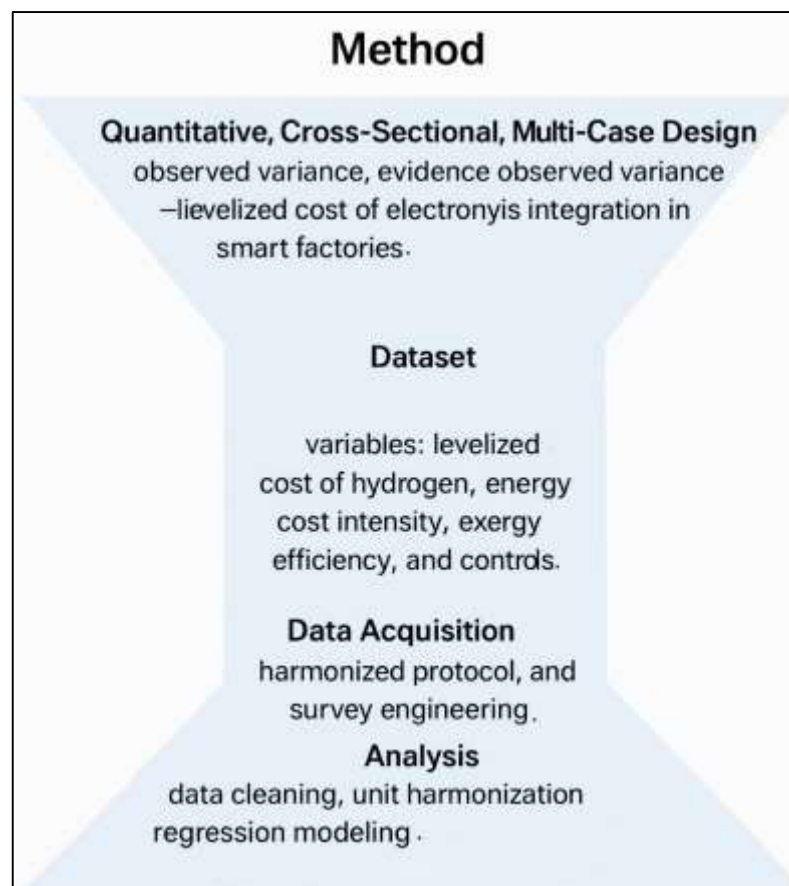 Method
Quantitative, Cross-Sectional, Multi-Case Design
observed variance, evidence observed variance
–lievelized cost of electronyis integration in
smart factories.
Dataset
variables: levelized
cost of hydrogen, energy
cost intensity, exergy
efficiency, and controls.
Data Acquisition
harmonized protocol, and
survey engineering.
Analysis
data cleaning, unit harmonization
regression modeling.